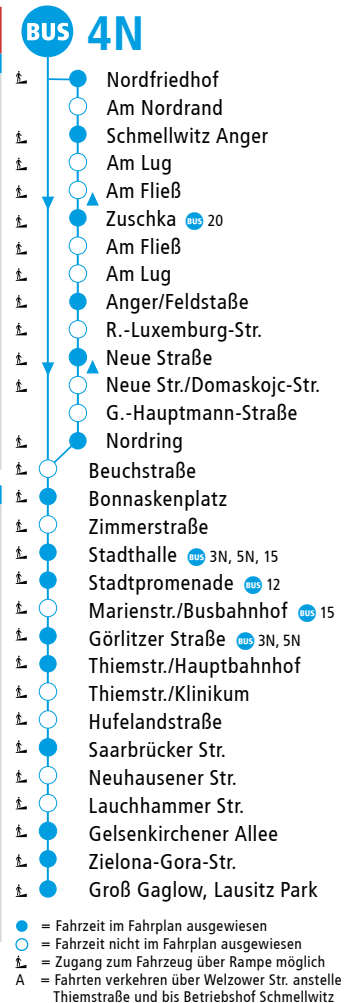 BUS 4N
Nordfriedhof
Am Nordrand
Schmellwitz Anger
Am Lug
Am Fließ
Zuschka BUS 20
Am Fließ
Am Lug
Anger/Feldstaße
R.-Luxemburg-Str.
Neue Straße
Neue Str./Domaskojc-Str.
G.-Hauptmann-Straße
Nordring
Beuchstraße
Bonnaskenplatz
Zimmerstraße
Stadthalle BUS 3N, 5N, 15
Stadtpromenade BUS 12
Marienstr./Busbahnhof BUS 15
Görlitzer Straße BUS 3N, 5N
Thiemstr./Hauptbahnhof
Thiemstr./Klinikum
Hufelandstraße
Saarbrücker Str.
Neuhausener Str.
Lauchhammer Str.
Gelsenkirchener Allee
Zielona-Gora-Str.
Groß Gaglow, Lausitz Park
= Fahrzeit im Fahrplan ausgewiesen
= Fahrzeit nicht im Fahrplan ausgewiesen
= Zugang zum Fahrzeug über Rampe möglich
A = Fahrten verkehren über Welzower Str. anstelle
Thiemstraße und bis Betriebshof Schmellwitz